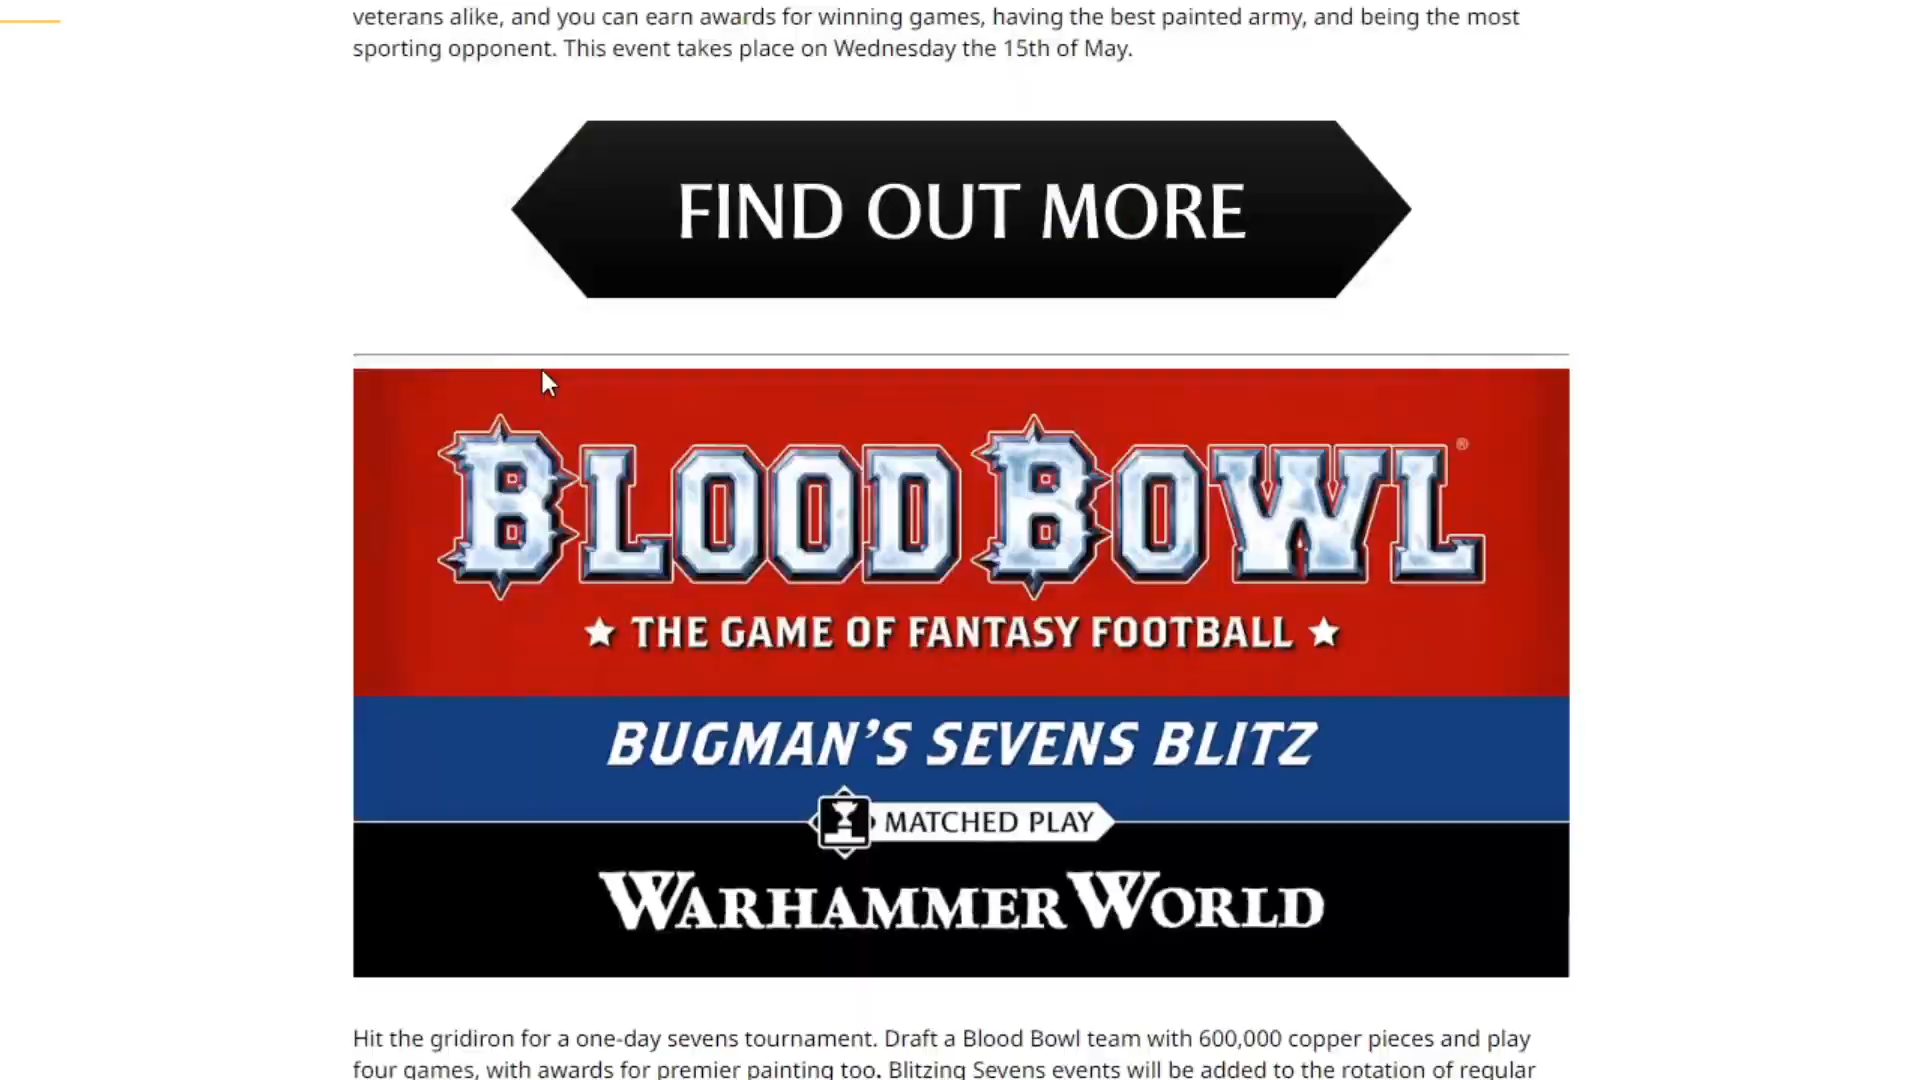 veterans alike, and you can earn awards for winning games, having the best painted army, and being the most
sporting opponent. This event takes place on Wednesday the 15th of May.
FIND OUT MORE
BLOOD BOWL®
★ THE GAME OF FANTASY FOOTBALL ★
BUGMAN'S SEVENS BLITZ
MATCHED PLAY
WARHAMMER WORLD
Hit the gridiron for a one-day sevens tournament. Draft a Blood Bowl team with 600,000 copper pieces and play
four games, with awards for premier painting too. Blitzing Sevens events will be added to the rotation of regular